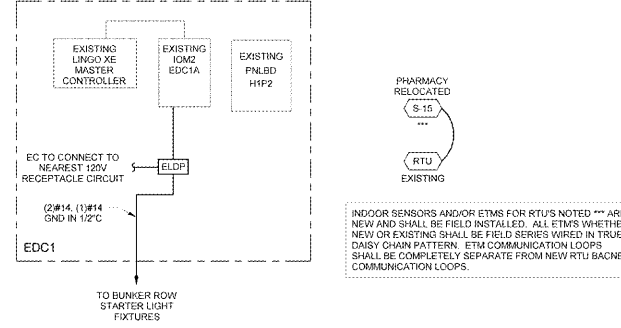 EXISTING
LINGO XE
MASTER
CONTROLLER
EXISTING
IOM2
EDC1A
EXISTING
PNLBD
H1P2
EC TO CONNECT TO
NEAREST 120V
RECEPTACLE CIRCUIT
ELDP
(2)#14, (1)#14
GND IN 1/2"C
EDC1
TO BUNKER ROW
STARTER LIGHT
FIXTURES
PHARMACY
RELOCATED
S-15
***
RTU
EXISTING
INDOOR SENSORS AND/OR ETMS FOR RTU'S NOTED ***
NEW AND SHALL BE FIELD INSTALLED. ALL ETM'S
NEW OR EXISTING SHALL BE FIELD SERIES WIRED IN TRUE
DAISY CHAIN PATTERN. ETM COMMUNICATION LOOPS
SHALL BE COMPLETELY SEPARATE FROM NEW RTU
COMMUNICATION LOOPS.